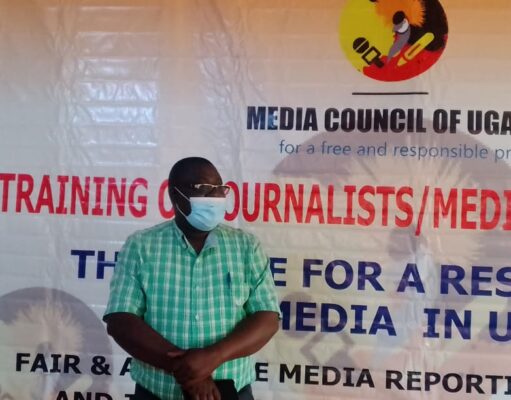 MEDIA COUNCIL OF UGA
for a free and responsible pr
TRAINING O JOURNALISTS/MEDI
TH E FOR A RES
MEDIA IN U
FAIR & A E MEDIA REPORTI
AND T